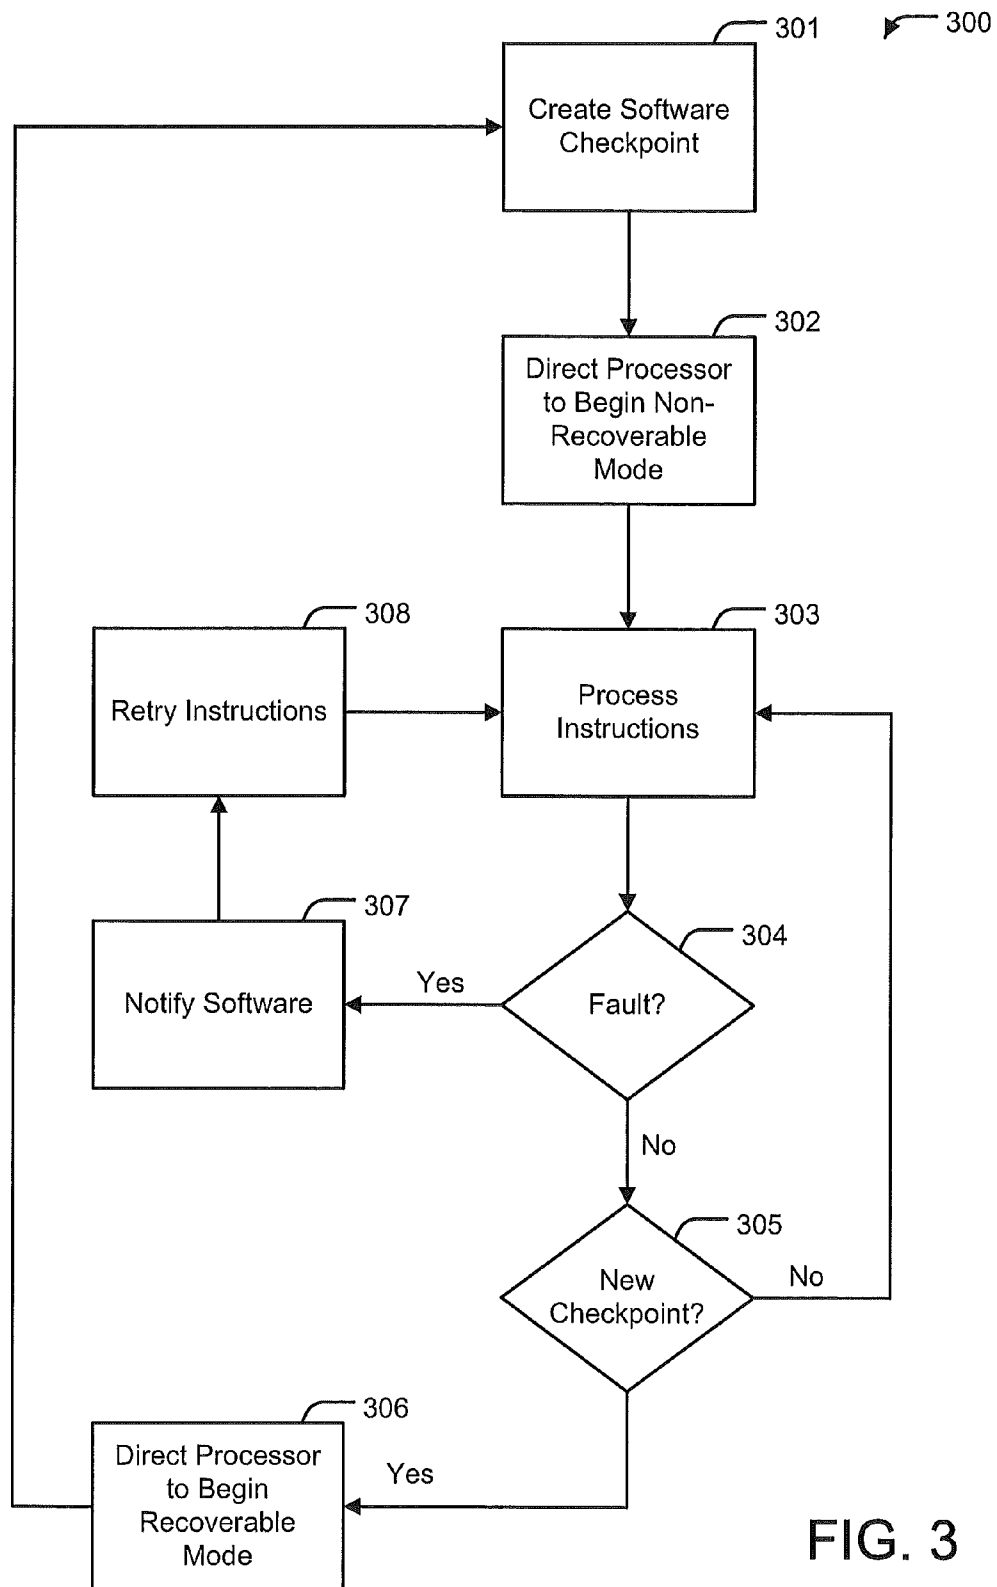 300
301
Create Software
Checkpoint
302
Direct Processor
to Begin Non-
Recoverable
Mode
308
Retry Instructions
303
Process
Instructions
307
Notify Software
Yes
304
Fault?
No
305
New
Checkpoint?
No
306
Direct Processor
to Begin
Recoverable
Mode
Yes
FIG. 3